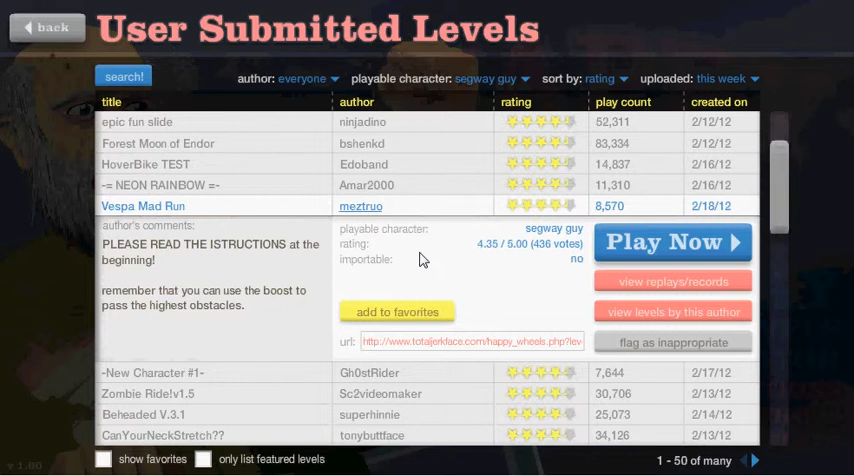 back
User Submitted Levels
search! author: everyone playable character: segway guy sort by: rating uploaded: this week
title author rating play count created on
epic fun slide ninjadino 52,311 2/12/12
Forest Moon of Endor bshenkd 83,334 2/12/12
HoverBike TEST Edoband 14,837 2/16/12
-= NEON RAINBOW =- Amar2000 11,310 2/16/12
Vespa Mad Run meztruo 8,570 2/18/12
author's comments:
PLEASE READ THE ISTRUCTIONS at the
beginning!
remember that you can use the boost to
pass the highest obstacles.
playable character: segway guy
rating: 4.35 / 5.00 (436 votes)
importable: no
add to favorites
url: http://www.totaljerkface.com/happy_wheels.php?lev
Play Now
view replays/records
view levels by this author
flag as inappropriate
-New Character #1- Gh0stRider 7,644 2/17/12
Zombie Ride!v1.5 Sc2videomaker 30,706 2/13/12
Beheaded V.3.1 superhinnie 25,073 2/14/12
CanYourNeckStretch?? tonybuttface 34,126 2/13/12
show favorites only list featured levels 1 - 50 of many
v 1.60